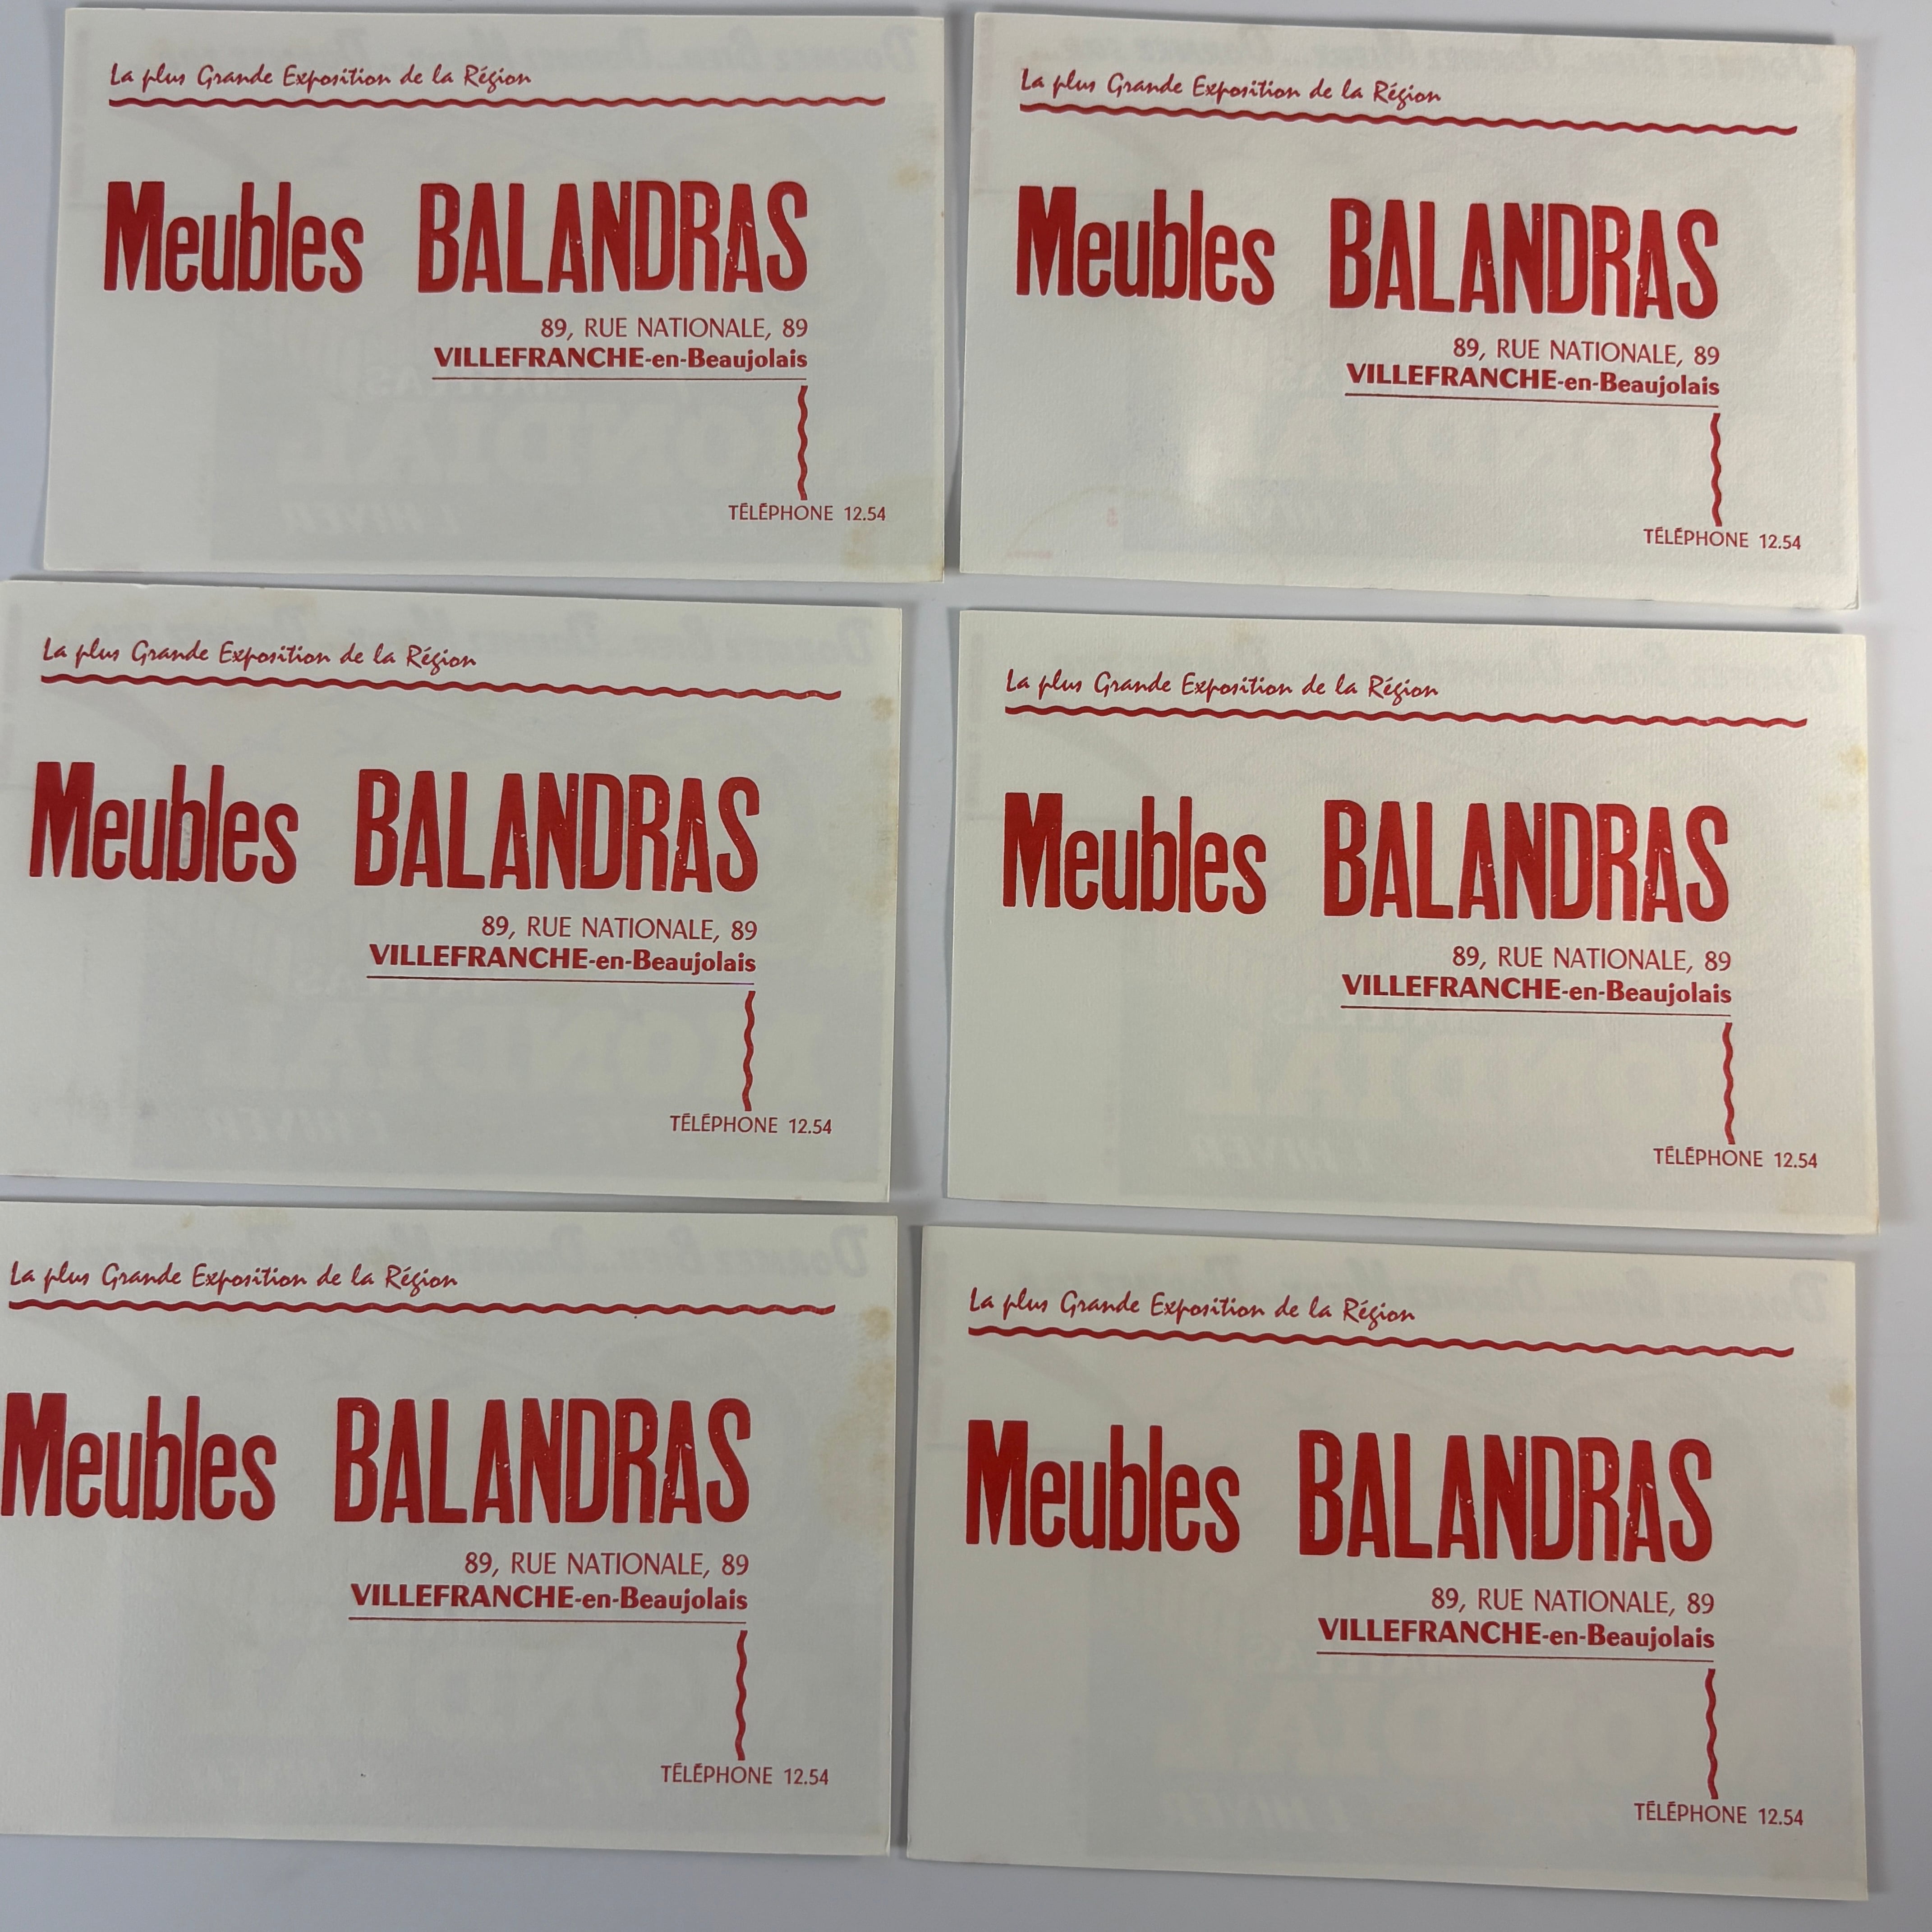 La plus Grande Exposition de la Région
Meubles BALANDRAS
89, RUE NATIONALE, 89
VILLEFRANCHE-en-Beaujolais
TÉLÉPHONE 12.54
La plus Grande Exposition de la Région
Meubles BALANDRAS
89, RUE NATIONALE, 89
VILLEFRANCHE-en-Beaujolais
TÉLÉPHONE 12.54
La plus Grande Exposition de la Région
Meubles BALANDRAS
89, RUE NATIONALE, 89
VILLEFRANCHE-en-Beaujolais
TÉLÉPHONE 12.54
La plus Grande Exposition de la Région
Meubles BALANDRAS
89, RUE NATIONALE, 89
VILLEFRANCHE-en-Beaujolais
TÉLÉPHONE 12.54
La plus Grande Exposition de la Région
Meubles BALANDRAS
89, RUE NATIONALE, 89
VILLEFRANCHE-en-Beaujolais
TÉLÉPHONE 12.54
La plus Grande Exposition de la Région
Meubles BALANDRAS
89, RUE NATIONALE, 89
VILLEFRANCHE-en-Beaujolais
TÉLÉPHONE 12.54